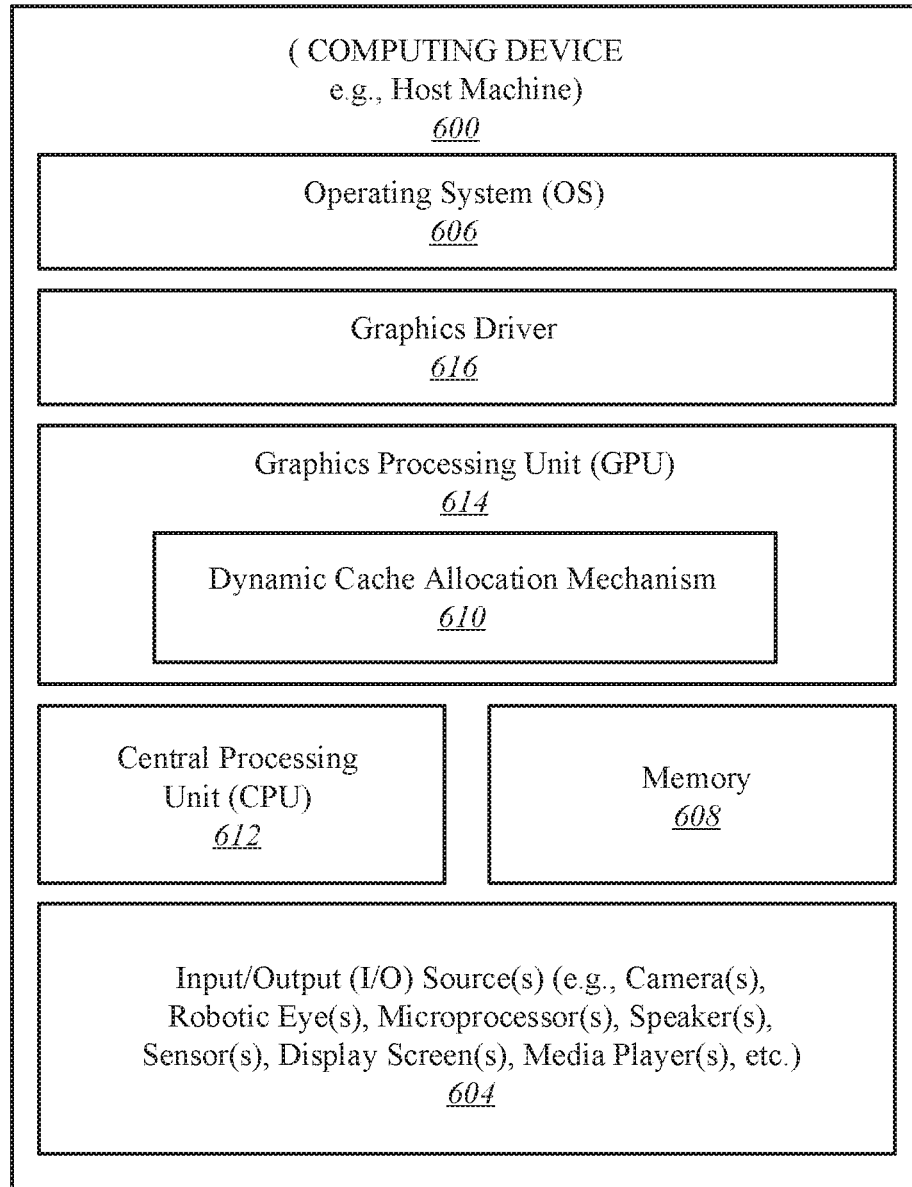 ( COMPUTING DEVICE
e.g., Host Machine)
600
Operating System (OS)
606
Graphics Driver
616
Graphics Processing Unit (GPU)
614
Dynamic Cache Allocation Mechanism
610
Central Processing
Unit (CPU)
612
Memory
608
Input/Output (I/O) Source(s) (e.g., Camera(s),
Robotic Eye(s), Microprocessor(s), Speaker(s),
Sensor(s), Display Screen(s), Media Player(s), etc.)
604